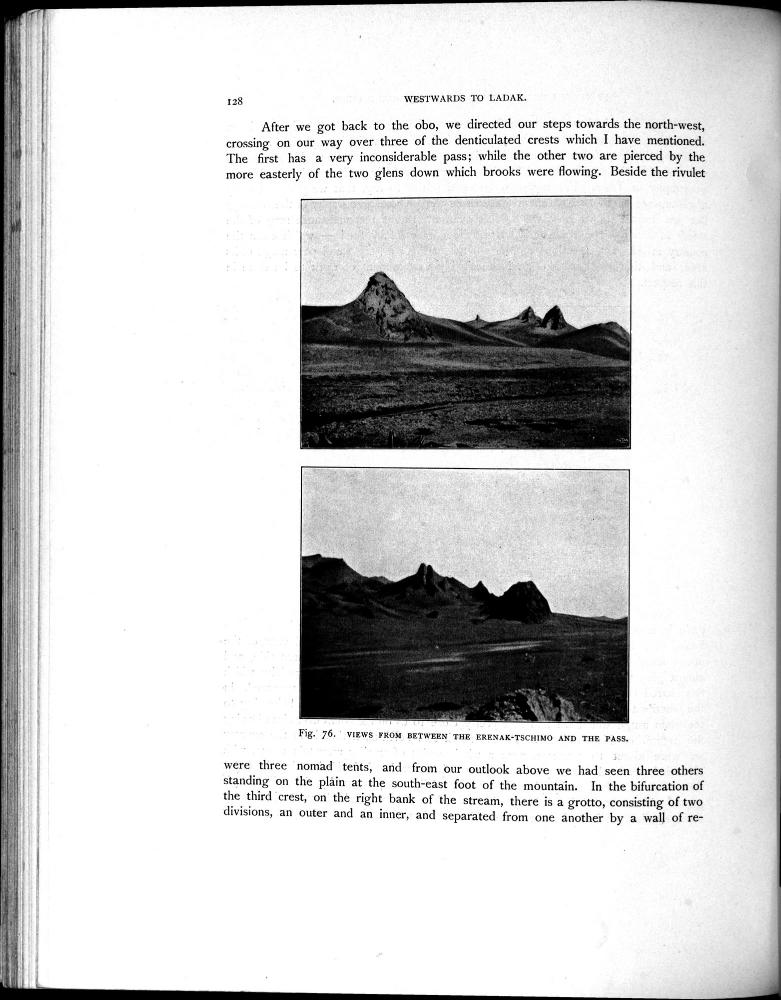 128
WESTWARDS TO LADAK.
After we got back to the obo, we directed our steps towards the north-west,
crossing on our way over three of the denticulated crests which I have mentioned.
The first has a very inconsiderable pass; while the other two are pierced by the
more easterly of the two glens down which brooks were flowing. Beside the rivulet
Fig. 76. VIEWS FROM BETWEEN THE ERENAK-TSCHIMO AND THE PASS.
were three nomad tents, and from our outlook above we had seen three others
standing on the plain at the south-east foot of the mountain. In the bifurcation of
the third crest, on the right bank of the stream, there is a grotto, consisting of two
divisions, an outer and an inner, and separated from one another by a wall of re-